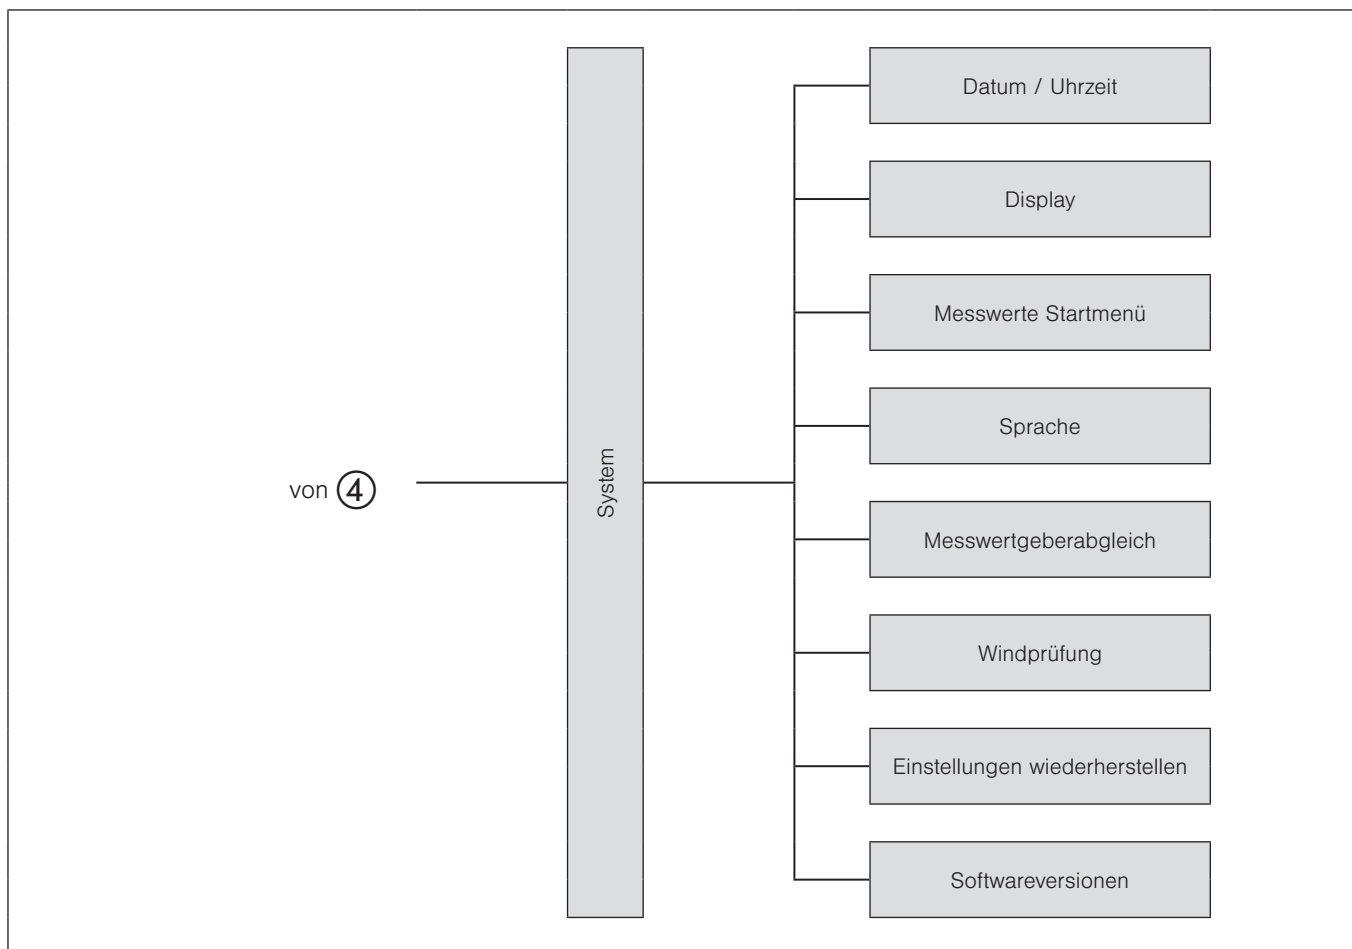 von ④
System
Datum / Uhrzeit
Display
Messwerte Startmenü
Sprache
Messwertgeberabgleich
Windprüfung
Einstellungen wiederherstellen
Softwareversionen